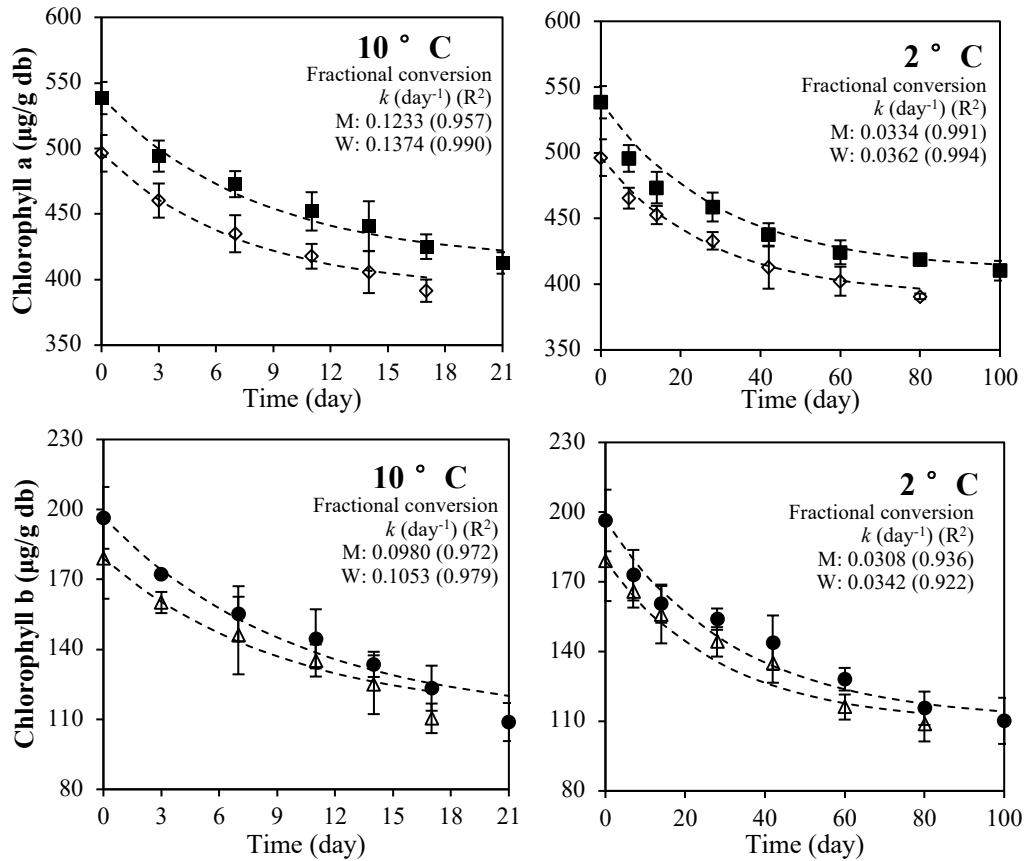 Chlorophyll a (µg/g db)
600
550
500
450
400
350
10 ° C
Fractional conversion
k (day-1) (R2)
M: 0.1233 (0.957)
W: 0.1374 (0.990)
0 3 6 9 12 15 18 21
Time (day)
600
550
500
450
400
350
2 ° C
Fractional conversion
k (day-1) (R2)
M: 0.0334 (0.991)
W: 0.0362 (0.994)
0 20 40 60 80 100
Time (day)
Chlorophyll b (µg/g db)
230
200
170
140
110
80
10 ° C
Fractional conversion
k (day-1) (R2)
M: 0.0980 (0.972)
W: 0.1053 (0.979)
0 3 6 9 12 15 18 21
Time (day)
230
200
170
140
110
80
2 ° C
Fractional conversion
k (day-1) (R2)
M: 0.0308 (0.936)
W: 0.0342 (0.922)
0 20 40 60 80 100
Time (day)